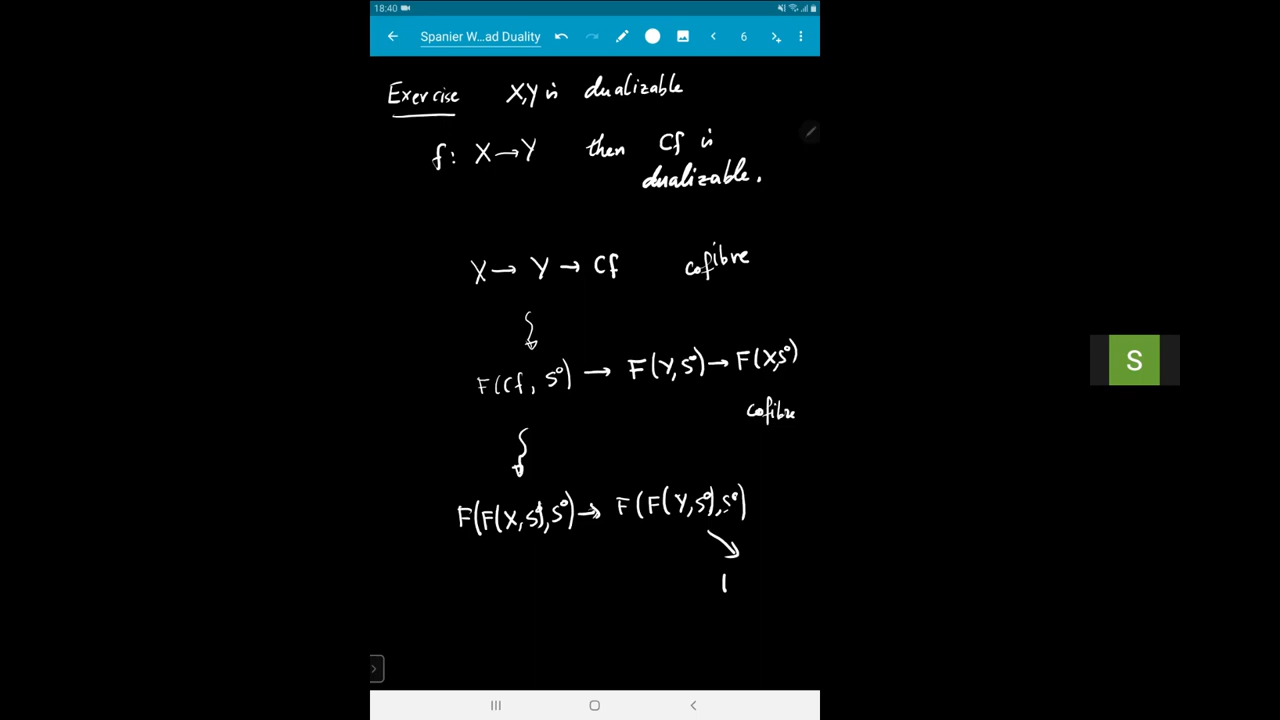 18:40
Spanier W...ad Duality
6
Exercise X,Y is dualizable
f: X → Y then Cf is
dualizable.
X → Y → Cf cofibre
F(Cf, S⁰) → F(Y, S⁰) → F(X, S⁰)
cofibre
F(F(X, S⁰), S⁰) → F(F(Y, S⁰), S⁰)
S